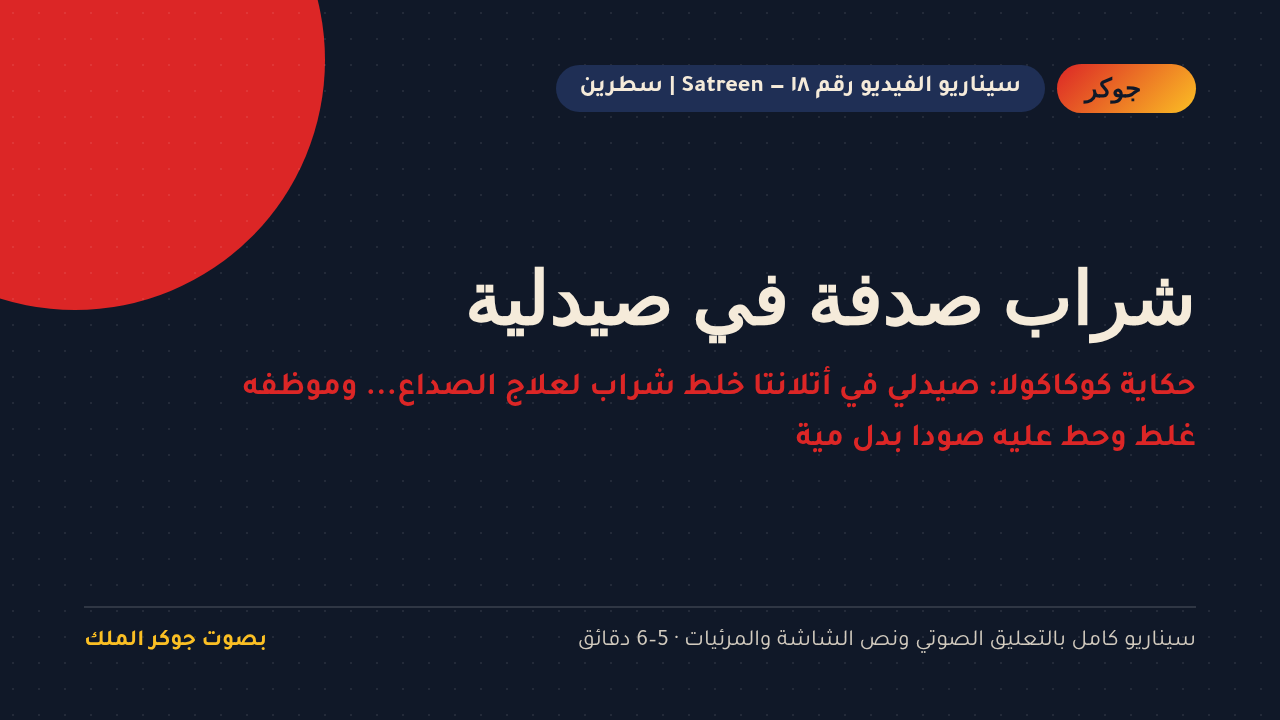 جوكر
سيناريو الفيديو رقم ١٨ – Satreen | سطرين
شراب صدفة في صيدلية
حكاية كوكاكولا: صيدلي في أتلانتا خلط شراب لعلاج الصداع... وموظفه
غلط وحط عليه صودا بدل مية
سيناريو كامل بالتعليق الصوتي ونص الشاشة والمرئيات · 5–6 دقائق
بصوت جوكر الملك